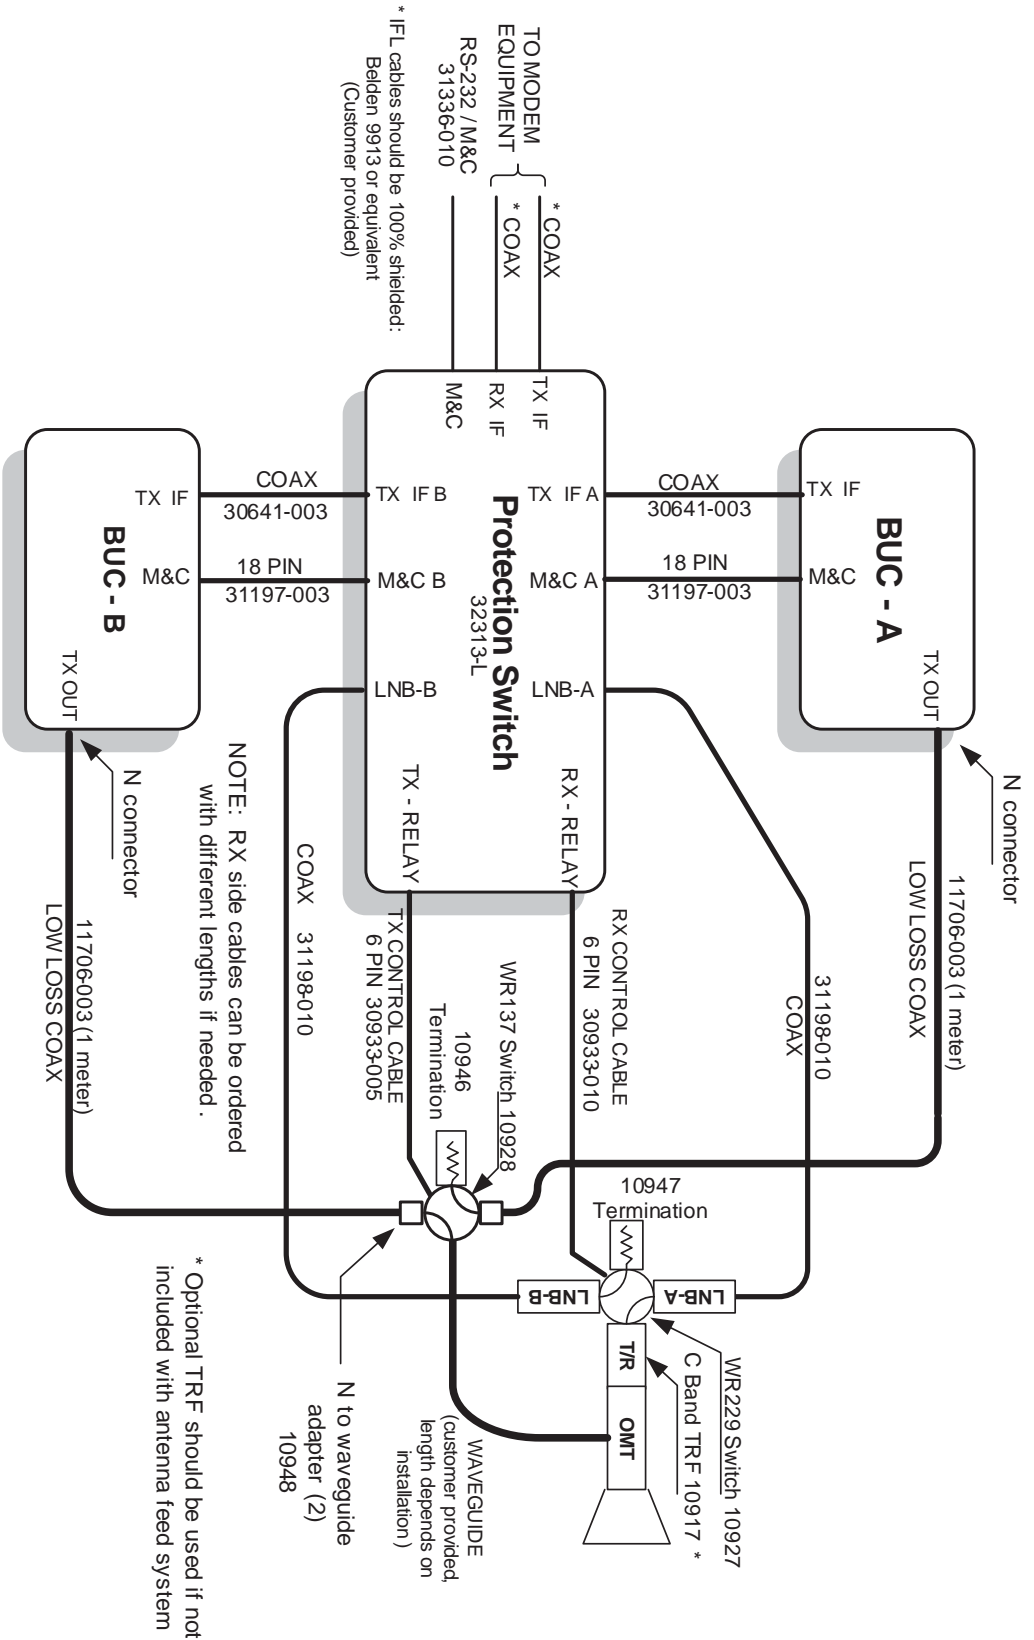 N connector
BUC - A
TX IF
M&C
TX OUT
11706-003 (1 meter)
LOW LOSS COAX
31198-010
COAX
COAX
30641-003
18 PIN
31197-003
TO MODEM
EQUIPMENT
* COAX
* COAX
RS-232 / M&C
31336-010
* IFL cables should be 100% shielded:
Belden 9913 or equivalent
(Customer provided)
TX IF
RX IF
M&C
TX IF A
M&C A
LNB-A
RX - RELAY
Protection Switch
32313-L
TX IF B
M&C B
LNB-B
TX - RELAY
RX CONTROL CABLE
6 PIN 30933-010
TX CONTROL CABLE
6 PIN 30933-005
WR137 Switch 10928
10946
Termination
10947
Termination
LNB-A
LNB-B
T/R
OMT
WR229 Switch 10927
C Band TRF 10917 *
WAVEGUIDE
(customer provided,
length depends on
installation)
N to waveguide
adapter (2)
10948
COAX
30641-003
18 PIN
31197-003
COAX 31198-010
NOTE: RX side cables can be ordered
with different lengths if needed.
TX IF
M&C
BUC - B
TX OUT
N connector
11706-003 (1 meter)
LOW LOSS COAX
* Optional TRF should be used if not
included with antenna feed system